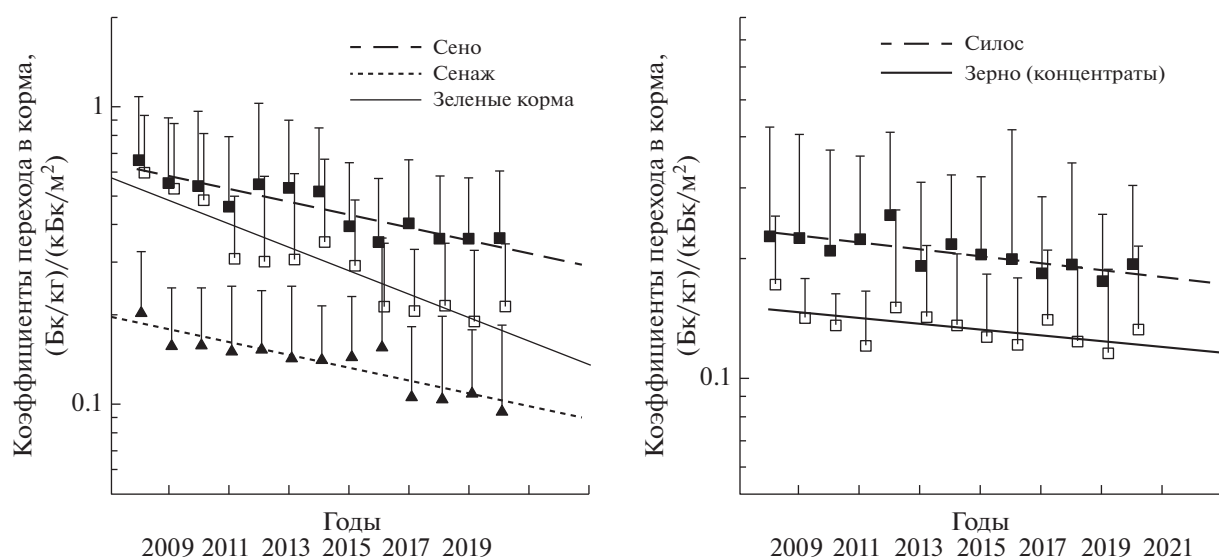 Коэффициенты перехода в корма,
(Бк/кг)/(кБк/м²)
1
0.1
Сено
Сенаж
Зеленые корма
Годы
2009 2011 2013 2015 2017 2019
Коэффициенты перехода в корма,
(Бк/кг)/(кБк/м²)
0.1
Силос
Зерно (концентраты)
Годы
2009 2011 2013 2015 2017 2019 2021